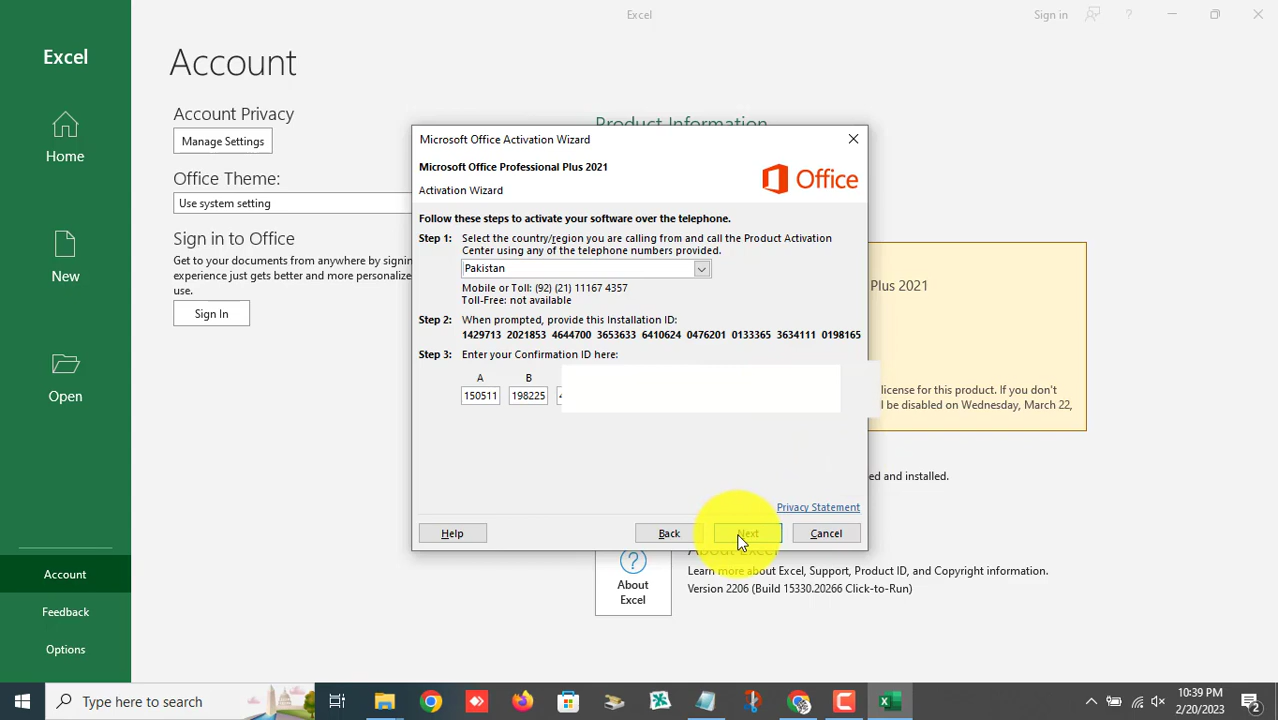 Excel
Sign in
?
Excel
Home
New
Open
Account
Feedback
Options
Account
Account Privacy
Manage Settings
Office Theme:
Use system setting
Sign in to Office
Get to your documents from anywhere by signing
experience just gets better and more personalize
use.
Sign In
Product Information
Microsoft Office Activation Wizard
Microsoft Office Professional Plus 2021
Activation Wizard
Office
Follow these steps to activate your software over the telephone.
Step 1: Select the country/region you are calling from and call the Product Activation
Center using any of the telephone numbers provided.
Pakistan
Mobile or Toll: (92) (21) 11167 4357
Toll-Free: not available
Step 2: When prompted, provide this Installation ID:
1429713 2021853 4644700 3653633 6410624 0476201 0133365 3634111 0198165
Step 3: Enter your Confirmation ID here:
A B
150511 198225
Privacy Statement
Help Back Next Cancel
Plus 2021
license for this product. If you don't
be disabled on Wednesday, March 22,
and installed.
?
About
Excel
About Excel
Learn more about Excel, Support, Product ID, and Copyright information.
Version 2206 (Build 15330.20266 Click-to-Run)
Type here to search
10:39 PM
2/20/2023
2